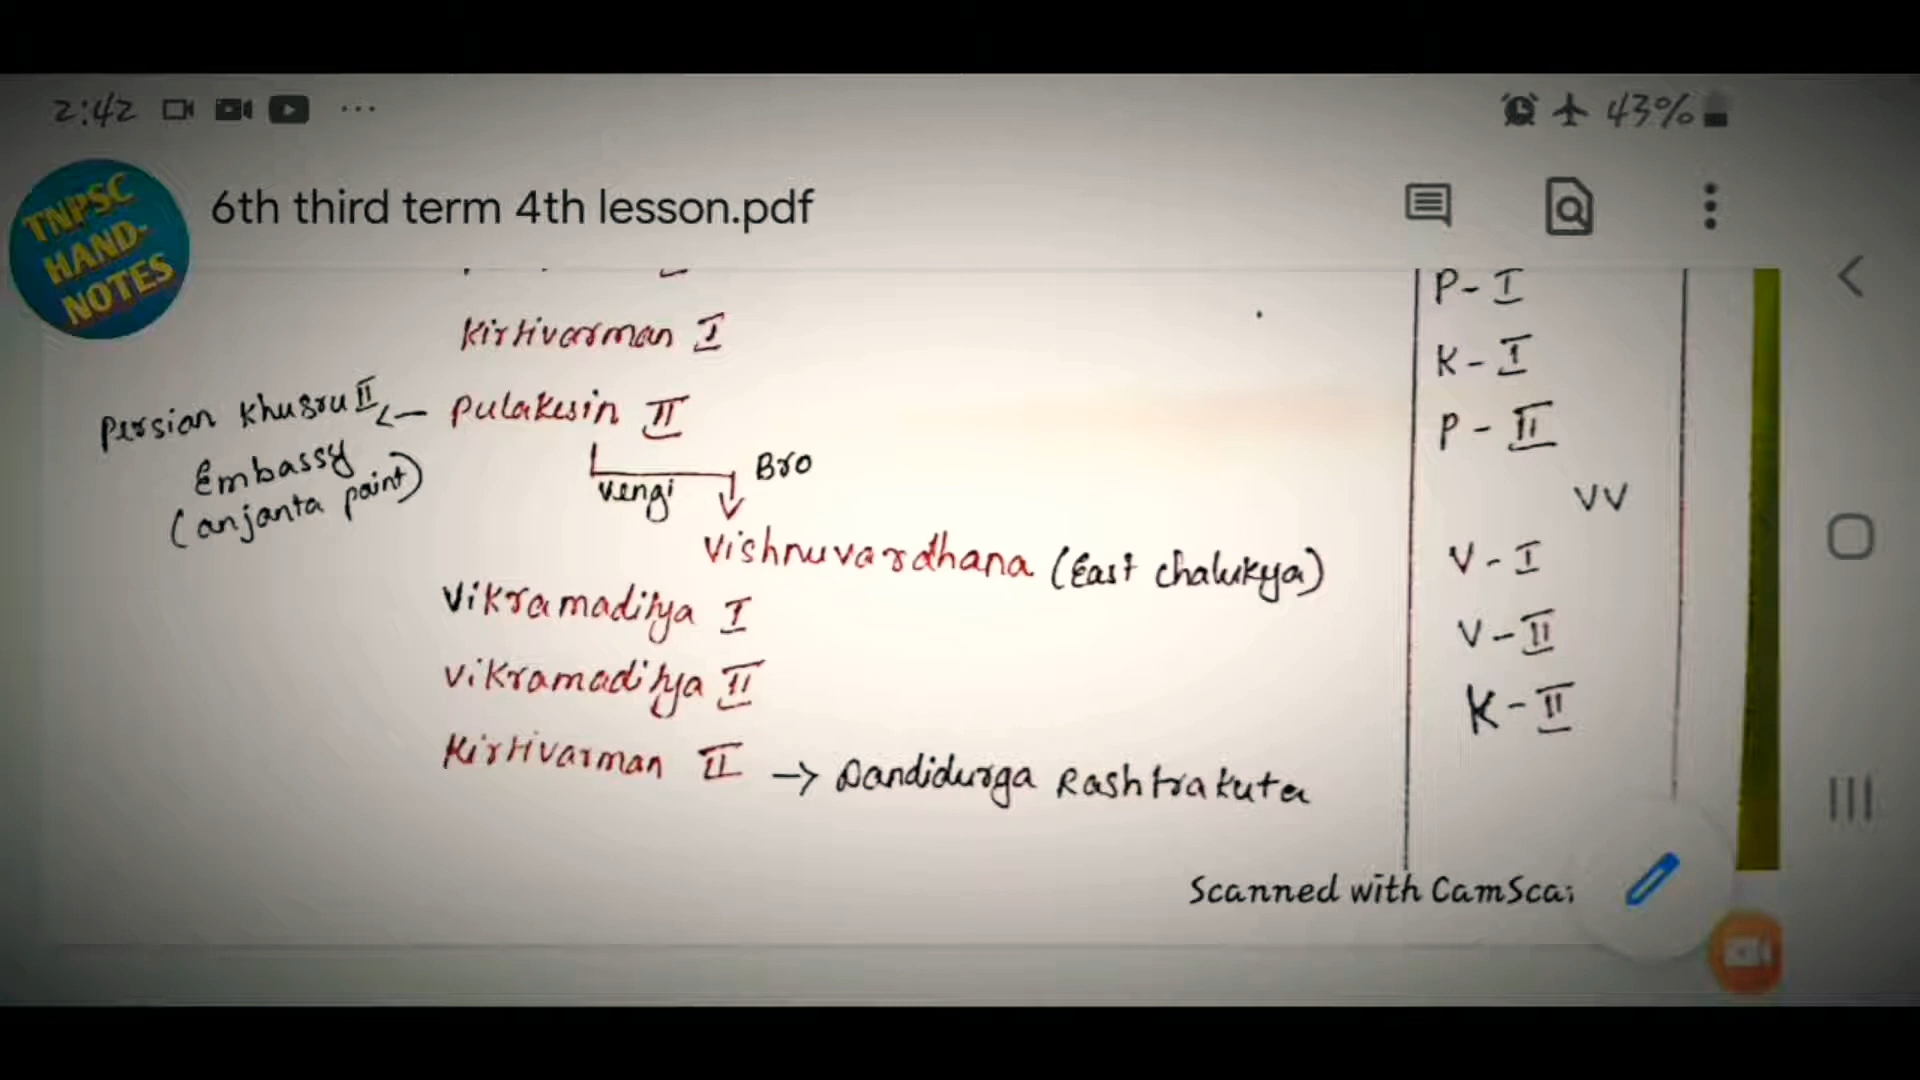 2:42 ... 43%
TNPSC
HAND-
NOTES
6th third term 4th lesson.pdf
P - I
Kirtivarman I
K - I
Persian Khusru II <- Pulakesin II
P - II
Embassy
(anjanta paint)
Vengi
Bro
VV
Vishnuvardhana (East chalukya)
V - I
Vikramaditya I
V - II
Vikramaditya II
K - II
Kirtivarman II -> Dandidurga Rashtrakuta
Scanned with CamSca